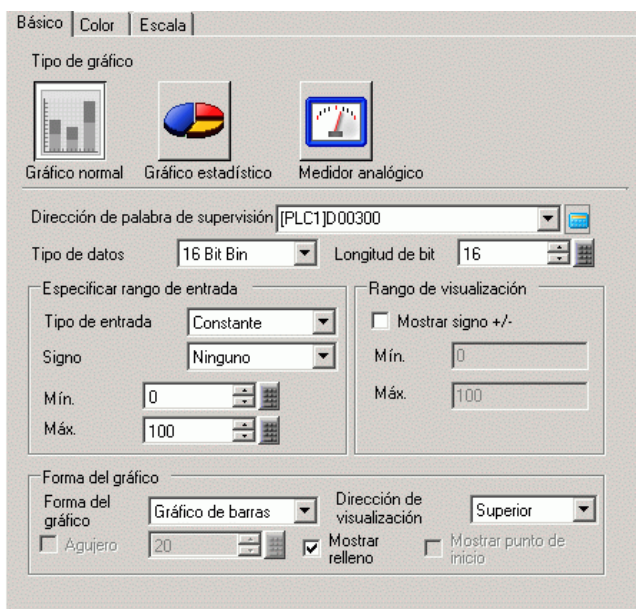 Básico Color Escala
Tipo de gráfico
Gráfico normal Gráfico estadístico Medidor analógico
Dirección de palabra de supervisión [PLC1]D00300
Tipo de datos 16 Bit Bin Longitud de bit 16
Especificar rango de entrada Rango de visualización
Tipo de entrada Constante Mostrar signo +/-
Signo Ninguno Mín. 0
Mín. 0 Máx. 100
Máx. 100
Forma del gráfico
Forma del gráfico Gráfico de barras Dirección de visualización Superior
Agujero 20 Mostrar relleno Mostrar punto de inicio